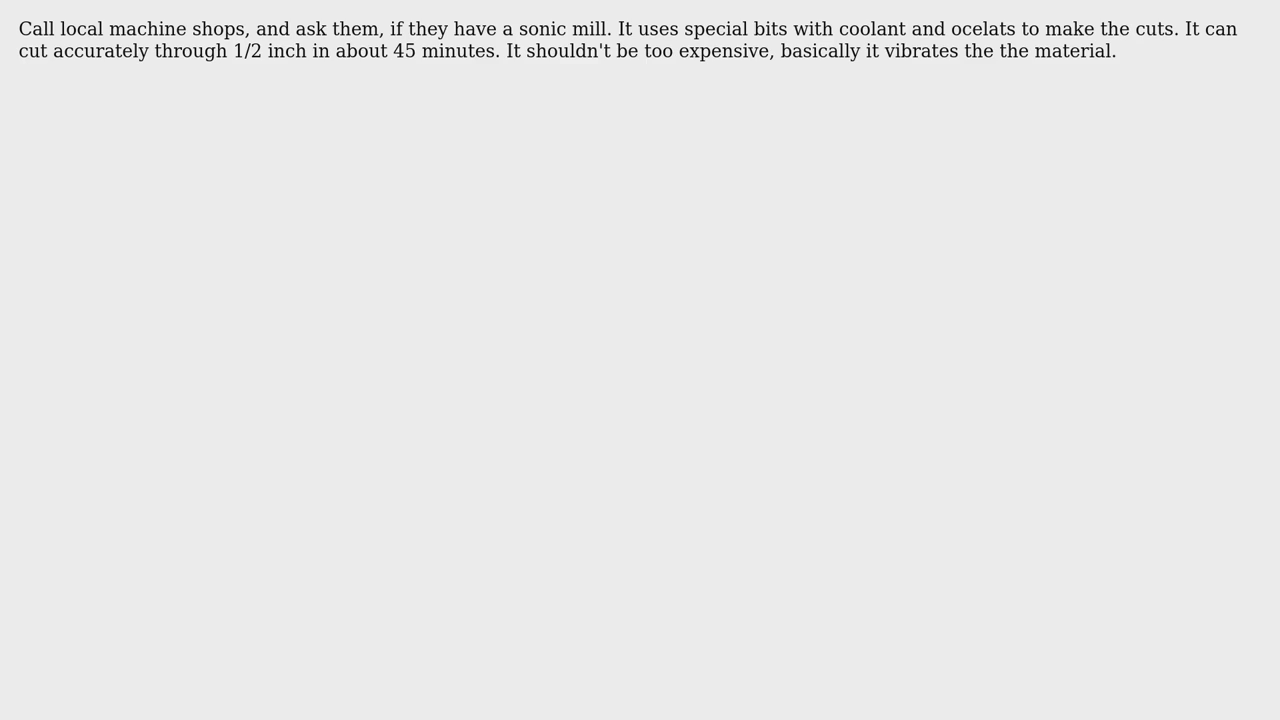 Call local machine shops, and ask them, if they have a sonic mill. It uses special bits with coolant and ocelats to make the cuts. It can
cut accurately through 1/2 inch in about 45 minutes. It shouldn't be too expensive, basically it vibrates the the material.